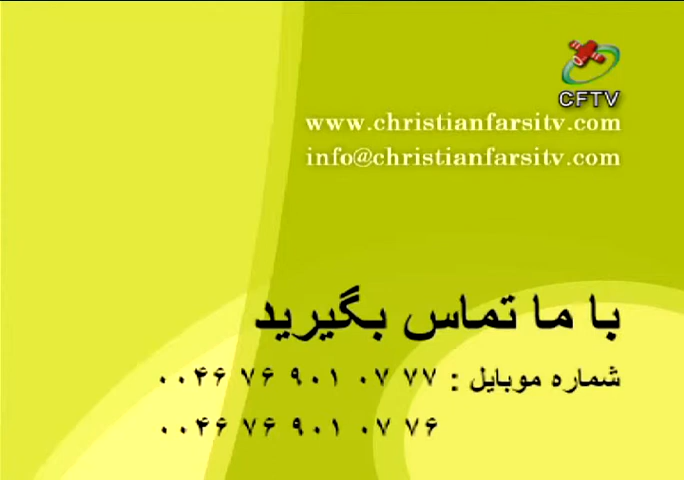 CFTV
www.christianfarsitv.com
info@christianfarsitv.com
با ما تماس بگیرید
شماره موبایل : ۰۰۴۶ ۷۶ ۹۰۱ ۰۷ ۷۷
۰۰۴۶ ۷۶ ۹۰۱ ۰۷ ۷۶